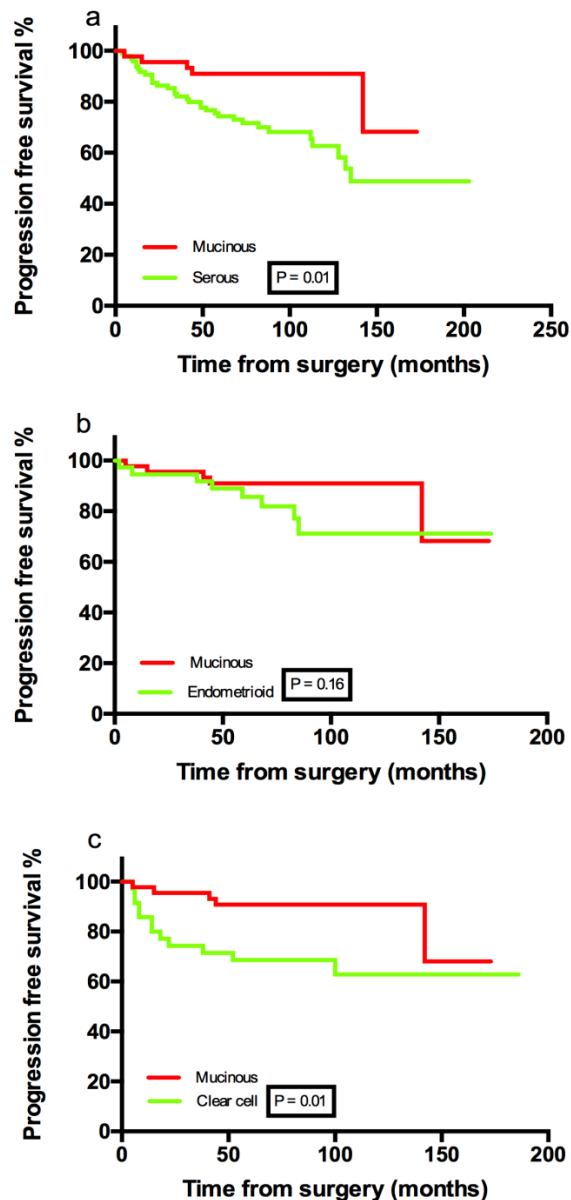 a
Progression free survival %
100
80
60
40
20
0
Mucinous
Serous
P = 0.01
0 50 100 150 200 250
Time from surgery (months)
b
Progression free survival %
100
80
60
40
20
0
Mucinous
Endometrioid
P = 0.16
0 50 100 150 200
Time from surgery (months)
c
Progression free survival %
100
80
60
40
20
0
Mucinous
Clear cell
P = 0.01
0 50 100 150 200
Time from surgery (months)